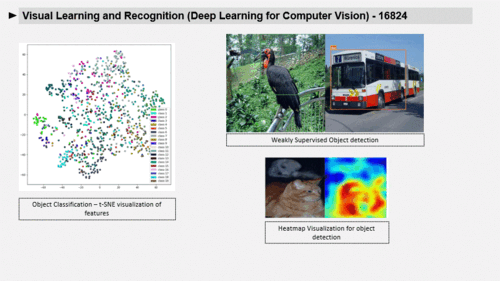 ► Visual Learning and Recognition (Deep Learning for Computer Vision) - 16824
Object Classification – t-SNE visualization of
features
Weakly Supervised Object detection
Heatmap Visualization for object
detection